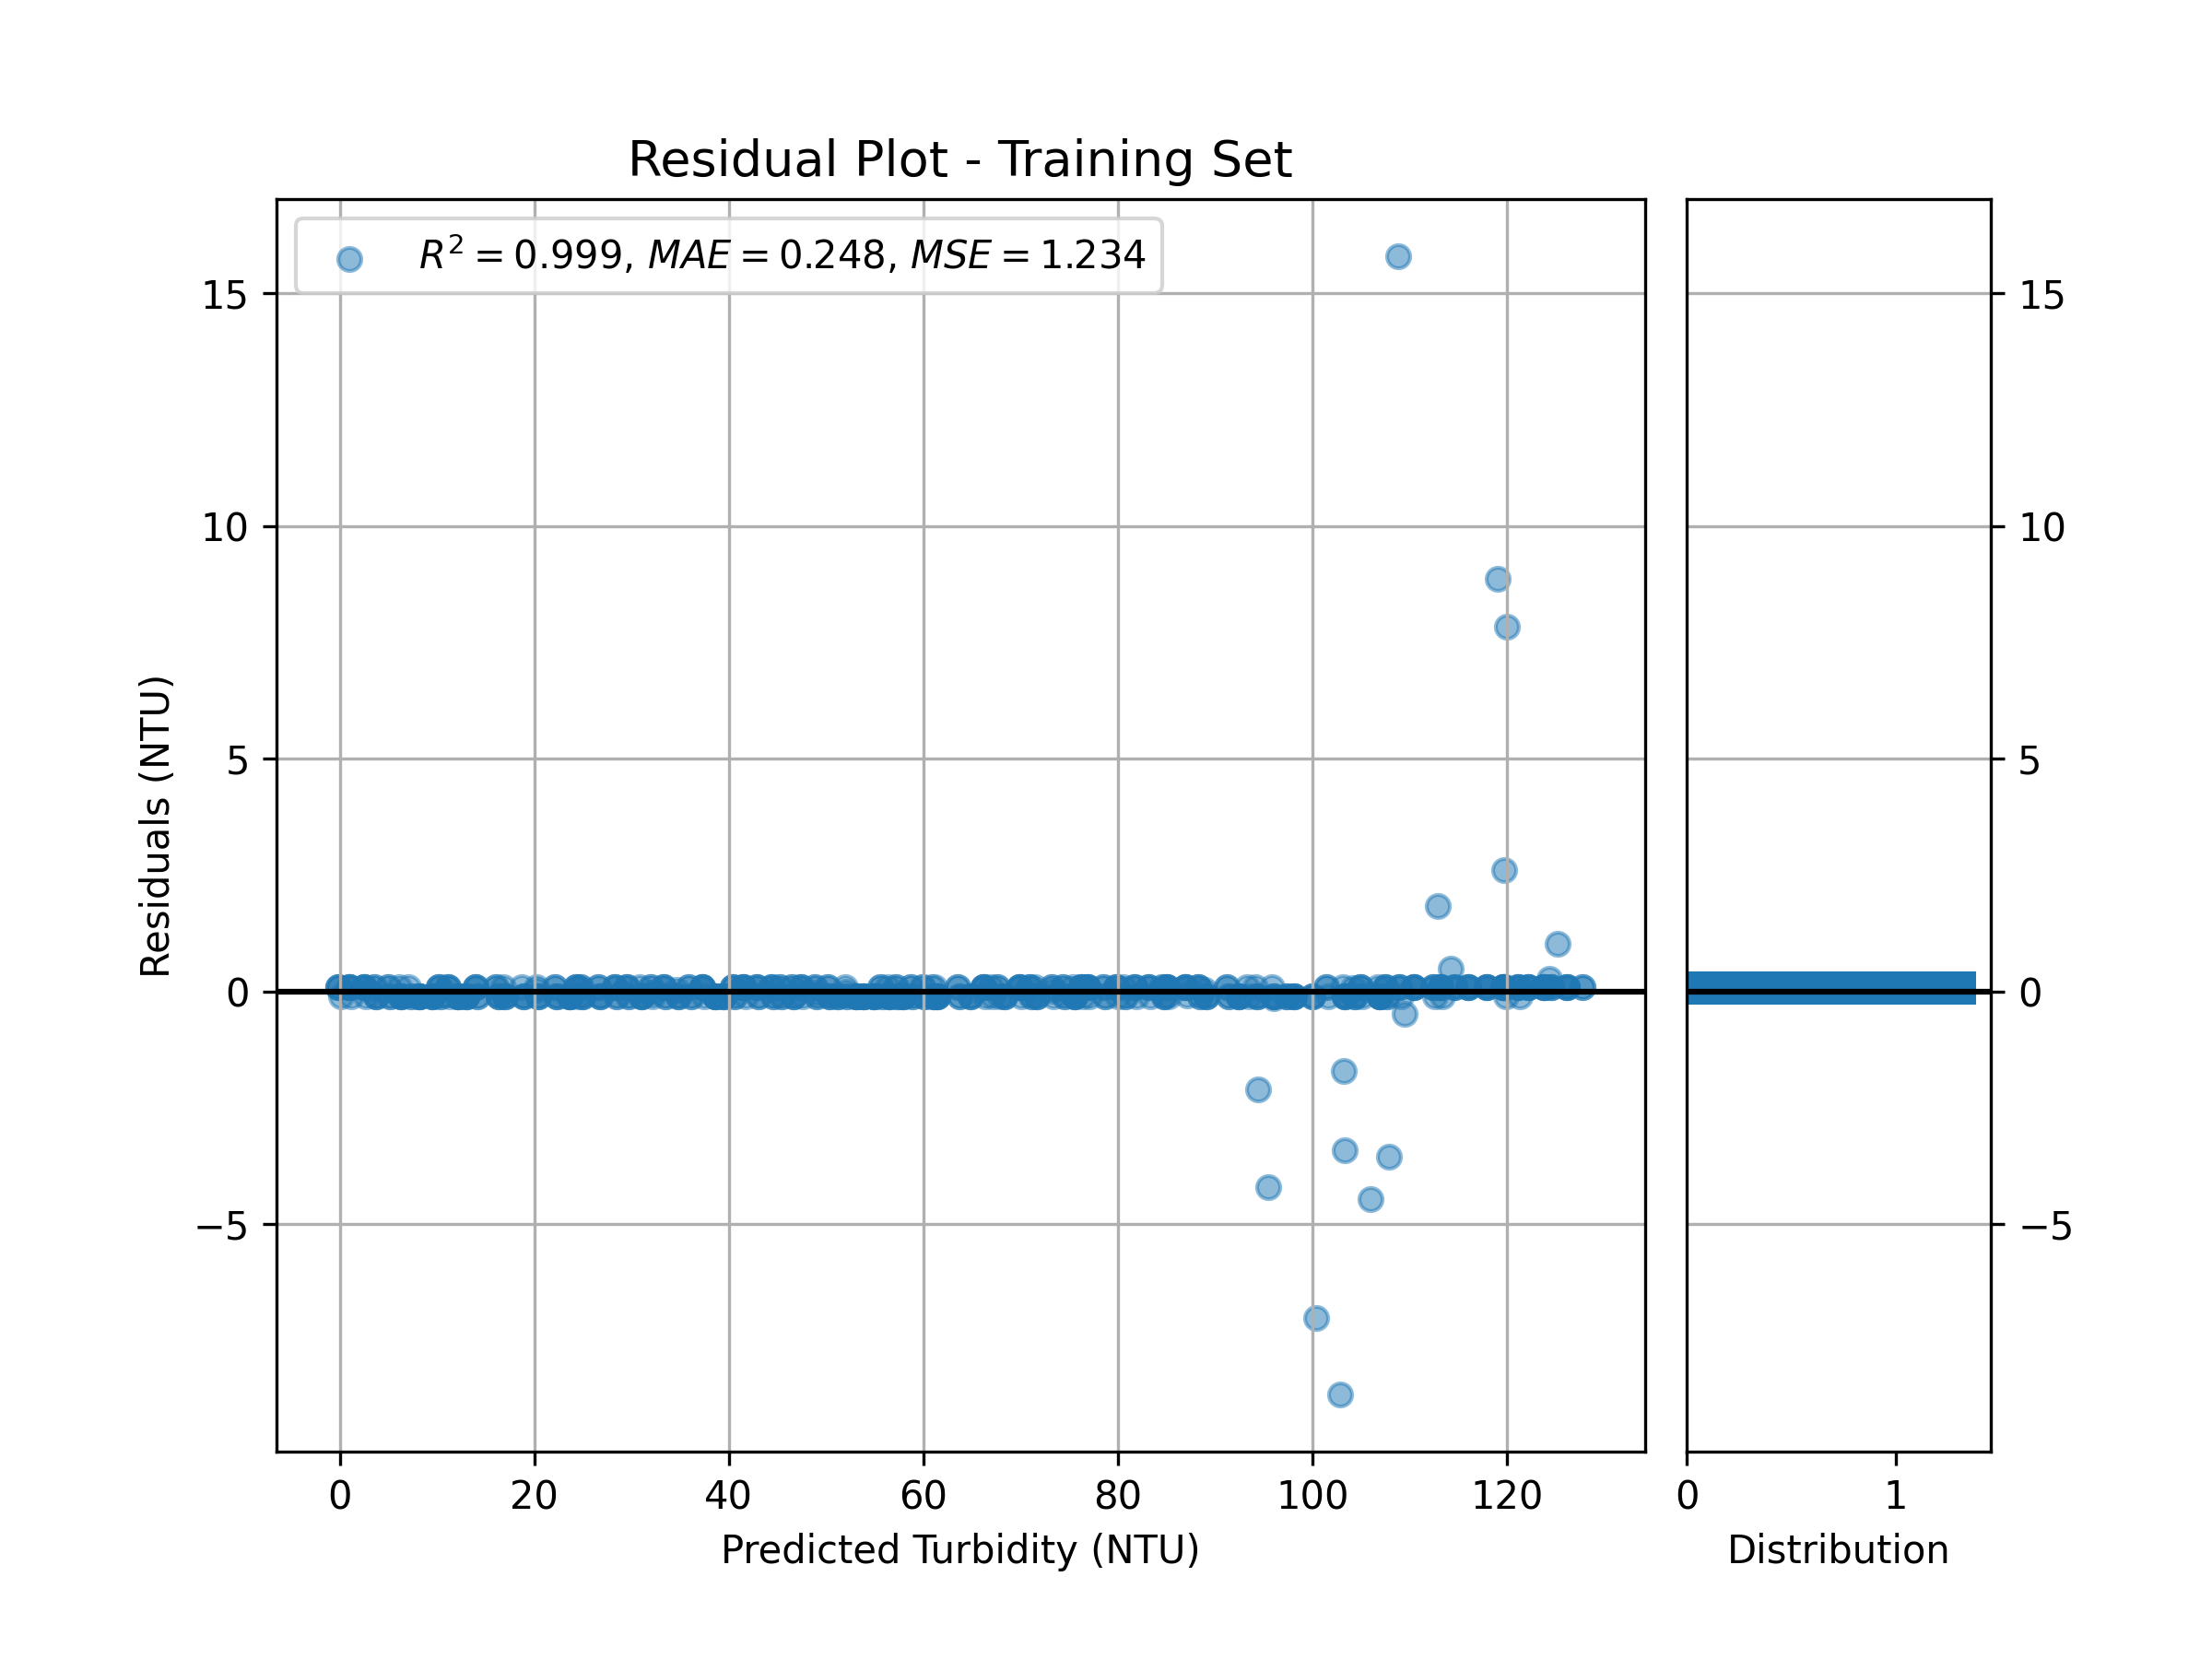 Residual Plot - Training Set
R² = 0.999, MAE = 0.248, MSE = 1.234
15
10
5
0
−5
Residuals (NTU)
0 20 40 60 80 100 120
Predicted Turbidity (NTU)
15
10
5
0
−5
0 1
Distribution